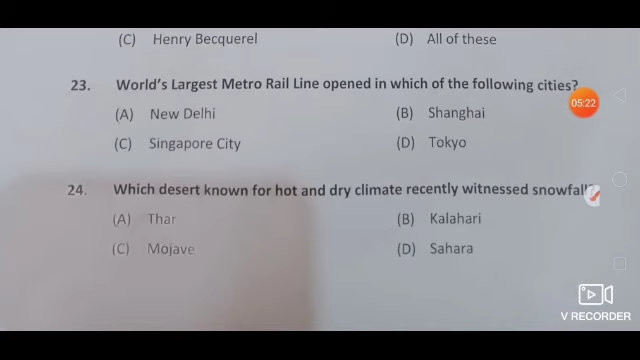 (C) Henry Becquerel (D) All of these
23. World's Largest Metro Rail Line opened in which of the following cities?
(A) New Delhi (B) Shanghai
05:22
(C) Singapore City (D) Tokyo
24. Which desert known for hot and dry climate recently witnessed snowfall?
(A) Thar (B) Kalahari
(C) Mojave (D) Sahara
V RECORDER